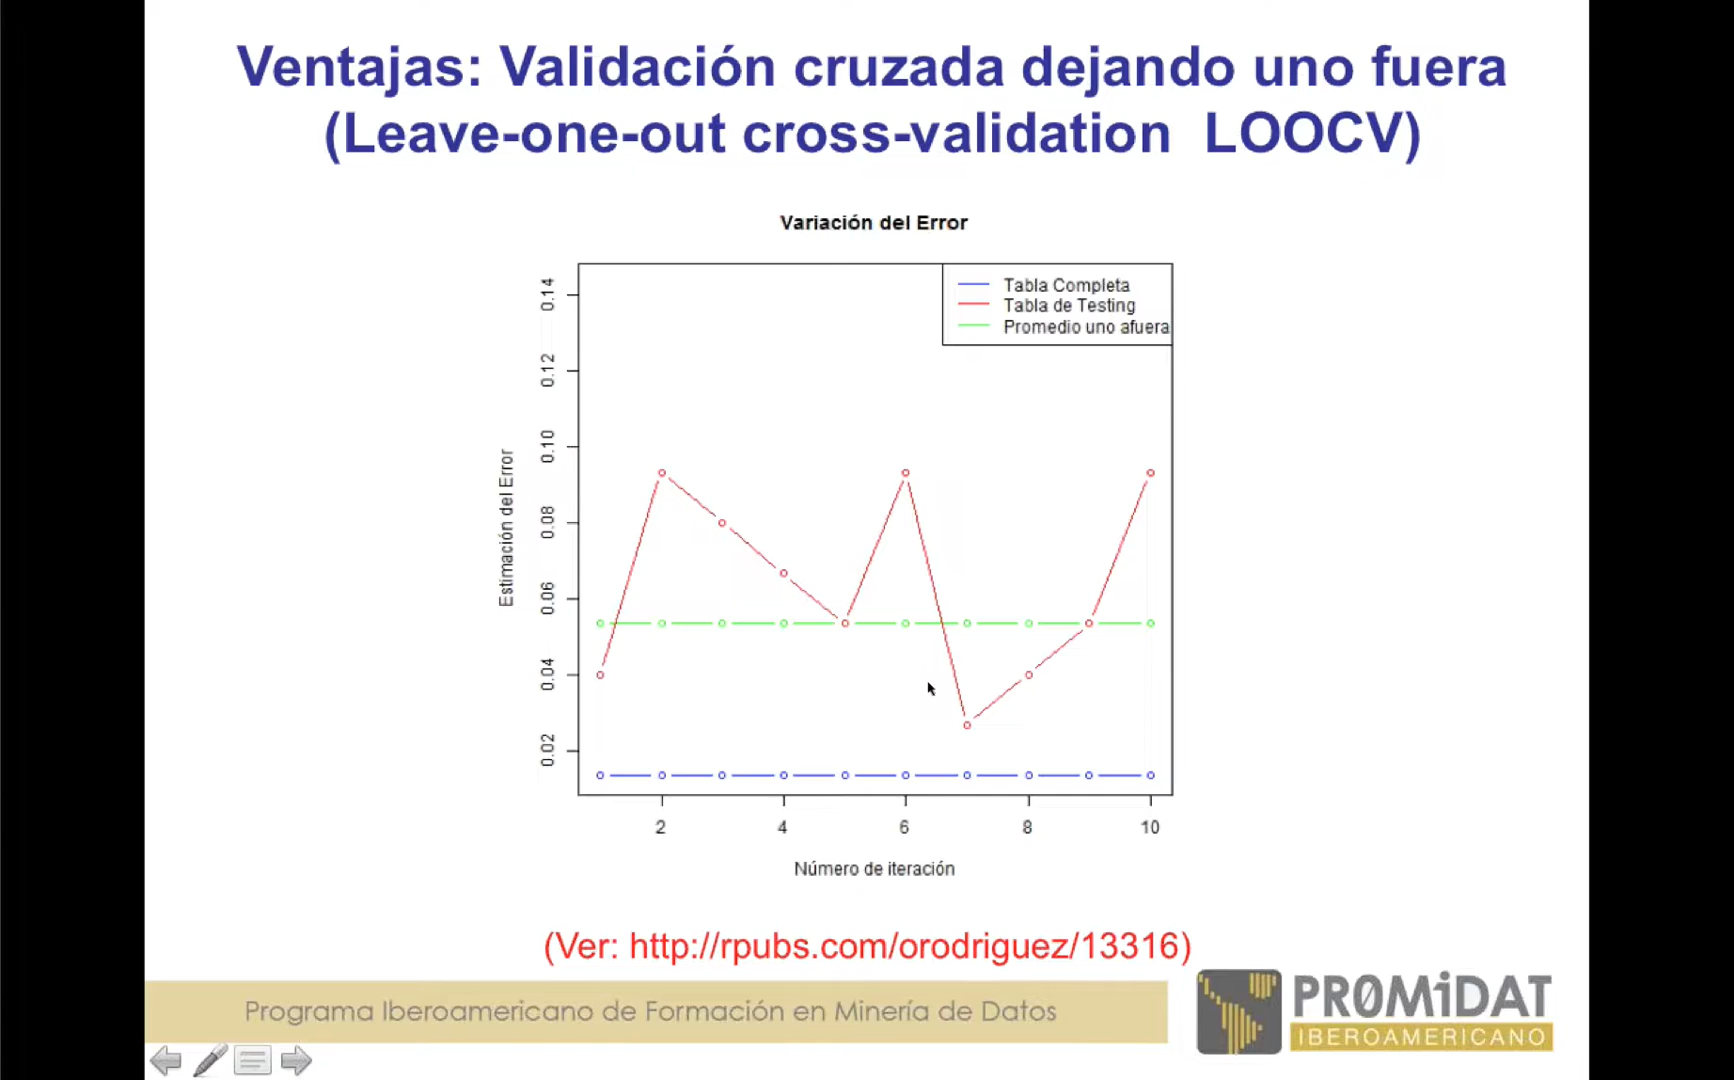 Ventajas: Validación cruzada dejando uno fuera
(Leave-one-out cross-validation LOOCV)
Variación del Error
Tabla Completa
Tabla de Testing
Promedio uno afuera
Estimación del Error
0.14
0.12
0.10
0.08
0.06
0.04
0.02
2 4 6 8 10
Número de iteración
(Ver: http://rpubs.com/orodriguez/13316)
Programa Iberoamericano de Formación en Minería de Datos
PR0MiDAT
IBEROAMERICANO